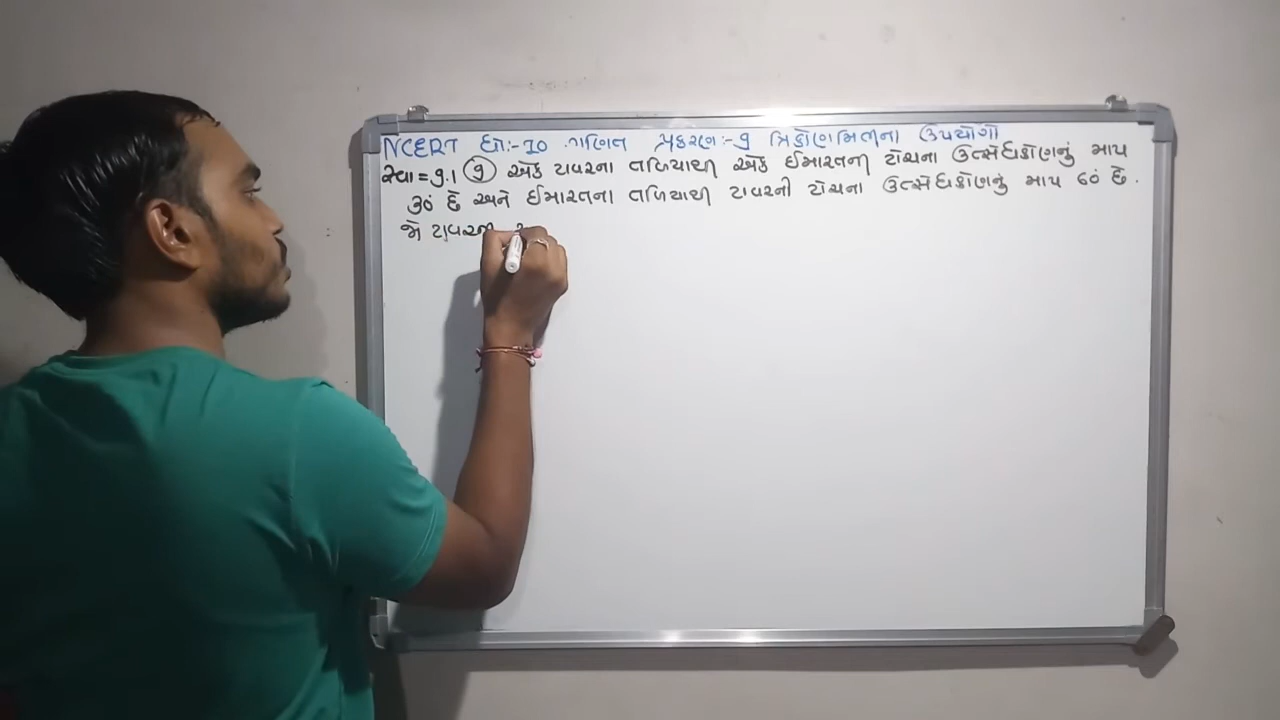 NCERT ધો:-10 ગણિત પ્રકરણ:-9 ત્રિકોણમિતિના ઉપયોગો
સ્વા=9.1 (9) એક ટાવરના તળિયાથી એક ઈમારતની ટોચના ઉત્સેધકોણનું માપ
30° છે અને ઈમારતના તળિયાથી ટાવરની ટોચના ઉત્સેધકોણનું માપ 60° છે.
જો ટાવરની